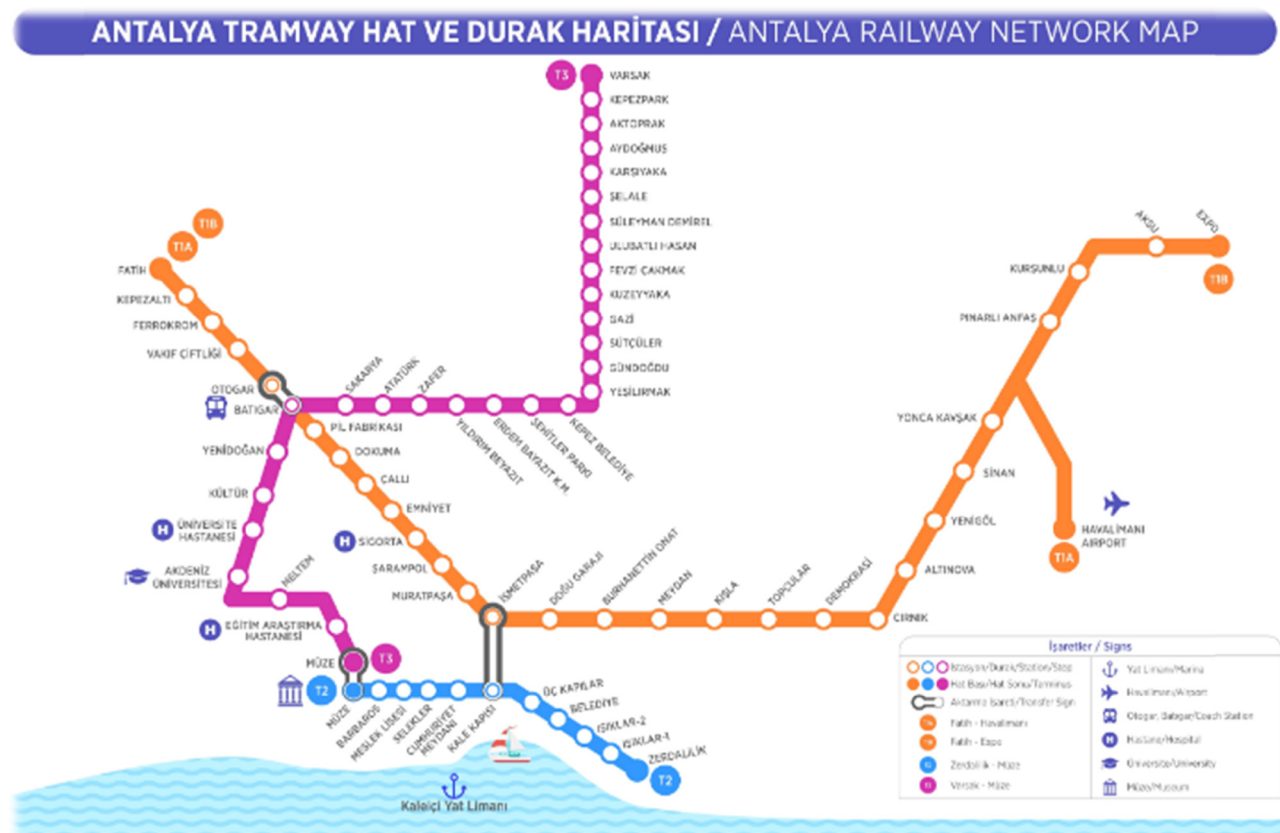 ANTALYA TRAMVAY HAT VE DURAK HARİTASI / ANTALYA RAILWAY NETWORK MAP
T3
VARSAK
KEPEZPARK
AKTOPRAK
AYDOĞMUŞ
KARŞIYAKA
ŞELALE
SÜLEYMAN DEMİREL
ULUBATLI HASAN
FEVZİ ÇAKMAK
KUZEYYAKA
GAZİ
SÜTÇÜLER
GÜNDOĞDU
YEŞİLIRMAK
T1B
T1A
FATİH
KEPEZALTI
FERROKROM
VAKIF ÇİFTLİĞİ
OTOGAR
BATIGAR
SAKARYA
ATATÜRK
ZAFER
YILDIRIM BEYAZIT
ERDEM BAYAZIT K.M.
ŞEHİTLER PARKI
KEPEZ BELEDİYE
PİL FABRİKASI
DOKUMA
ÇALLI
EMNİYET
H
SİGORTA
ŞARAMPOL
MURATPAŞA
İSMETPAŞA
DOĞU GARAJI
BURHANETTİN ONAT
MEYDAN
KIŞLA
TOPÇULAR
DEMOKRASİ
CIRNIK
ALTINOVA
YENİGÖL
SİNAN
YONCA KAVŞAK
PINARLI ANFAŞ
KURŞUNLU
AKSU
EXPO
T1B
HAVALİMANI
AIRPORT
T1A
YENİDOĞAN
KÜLTÜR
H
ÜNİVERSİTE
HASTANESİ
AKDENİZ
ÜNİVERSİTESİ
MELTEM
H
EĞİTİM ARAŞTIRMA
HASTANESİ
MÜZE
T3
T2
MÜZE
BARBAROS
MESLEK LİSESİ
SELEKLER
CUMHURİYET
MEYDANI
KALE KAPISI
ÜÇ KAPILAR
BELEDİYE
IŞIKLAR-2
IŞIKLAR-1
ZERDALİLİK
T2
Kaleiçi Yat Limanı
İşaretler / Signs
İstasyon/Durak/Station/Stop
Hat Başı/Hat Sonu/Terminus
Aktarma İşareti/Transfer Sign
Fatih - Havalimanı
Fatih - Expo
Zerdalilik - Müze
Varsak - Müze
Yat Limanı/Marina
Havalimanı/Airport
Otogar, Batıgar/Coach Station
H
Hastane/Hospital
Üniversite/University
Müze/Museum